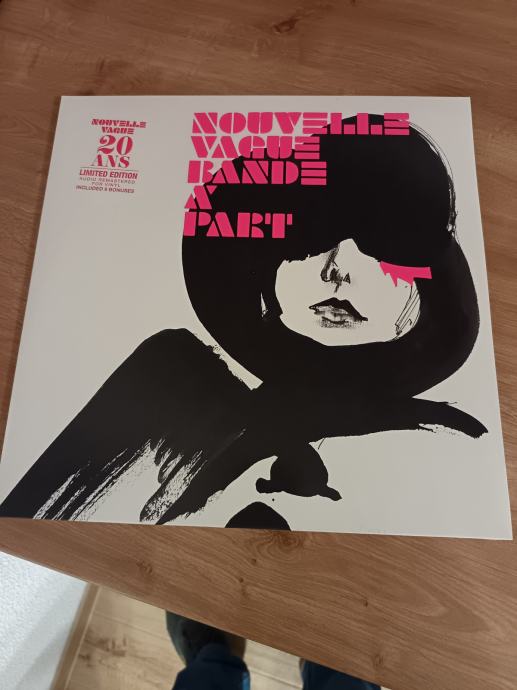 NOUVELLE
VAGUE
20
ANS
LIMITED EDITION
AUDIO REMASTERED
FOR VINYL
INCLUDED 5 BONUSES
NOUVELLE
VAGUE
BANDE
À
PART